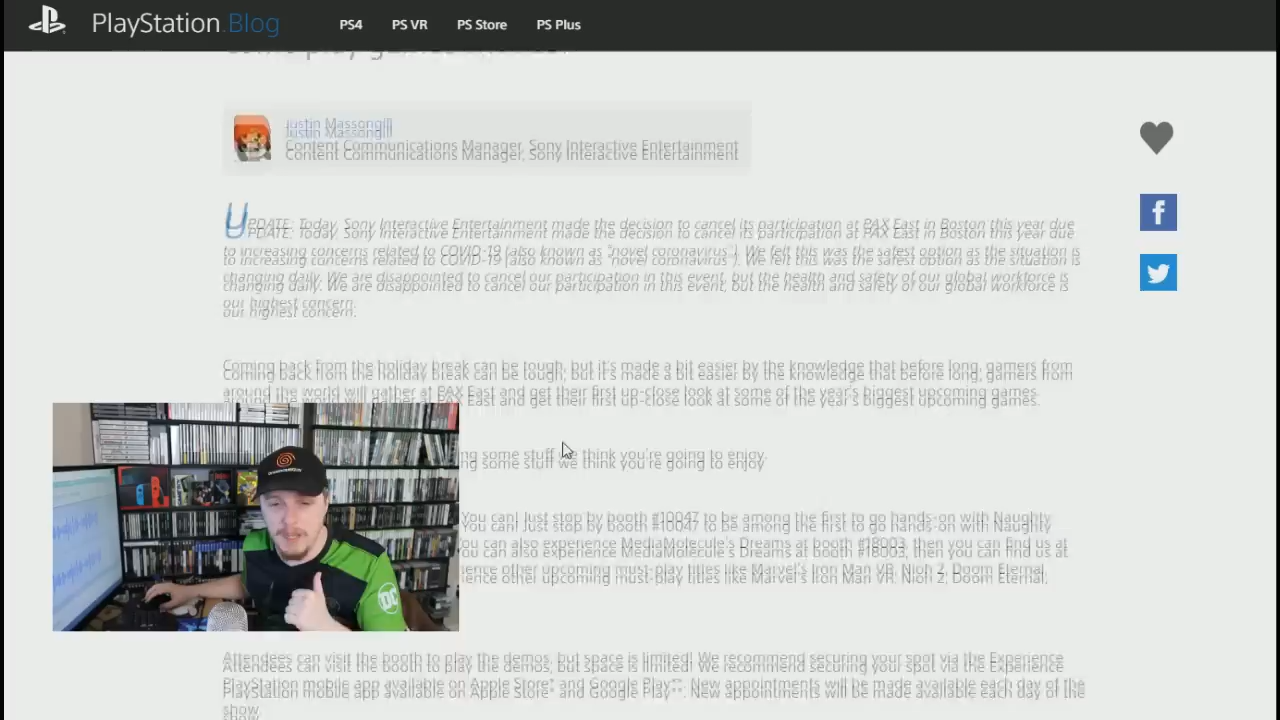 PlayStation.Blog
PS4 PS VR PS Store PS Plus
Justin Massongill
Content Communications Manager, Sony Interactive Entertainment
UPDATE: Today, Sony Interactive Entertainment made the decision to cancel its participation at PAX East in Boston this year due
to increasing concerns related to COVID-19 (also known as "novel coronavirus"). We felt this was the safest option as the situation is
changing daily. We are disappointed to cancel our participation in this event, but the health and safety of our global workforce is
our highest concern.
Coming back from the holiday break can be tough, but it's made a bit easier by the knowledge that before long, gamers from
around the world will gather at PAX East and get their first up-close look at some of the year's biggest upcoming games.
ng some stuff we think you're going to enjoy.
You can! Just stop by booth #10047 to be among the first to go hands-on with Naughty
ou can also experience MediaMolecule's Dreams at booth #18003, then you can find us at
ience other upcoming must-play titles like Marvel's Iron Man VR, Nioh 2, Doom Eternal,
DC
Attendees can visit the booth to play the demos, but space is limited! We recommend securing your spot via the Experience
PlayStation mobile app available on Apple Store* and Google Play**. New appointments will be made available each day of the
show.